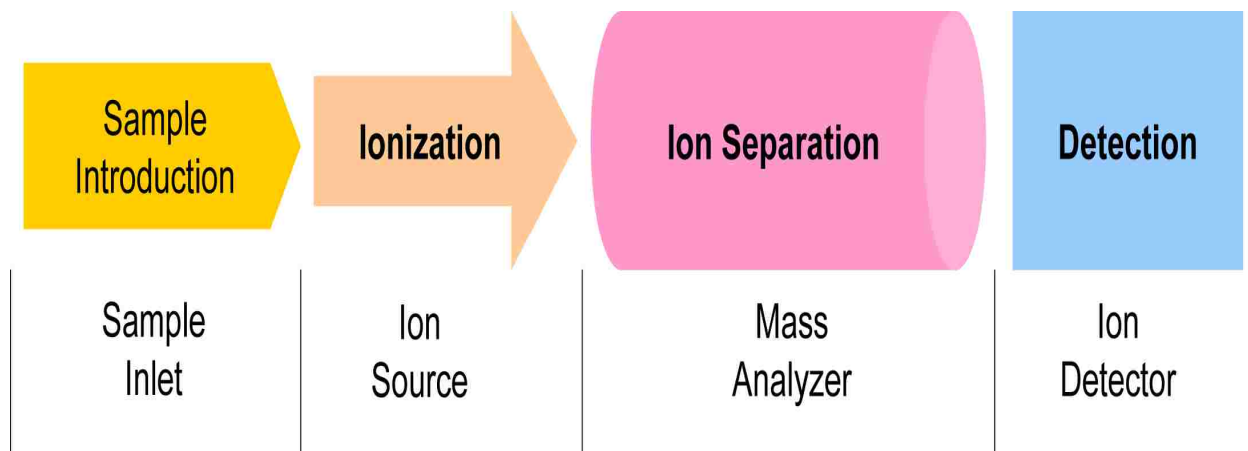 Sample
Introduction
Ionization
Ion Separation
Detection
Sample
Inlet
Ion
Source
Mass
Analyzer
Ion
Detector